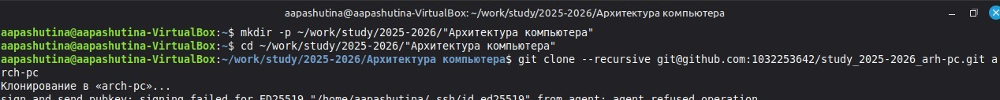 aapashutina@aapashutina-VirtualBox: ~/work/study/2025-2026/Архитектура компьютера
aapashutina@aapashutina-VirtualBox:~$ mkdir -p ~/work/study/2025-2026/"Архитектура компьютера"
aapashutina@aapashutina-VirtualBox:~$ cd ~/work/study/2025-2026/"Архитектура компьютера"
aapashutina@aapashutina-VirtualBox:~/work/study/2025-2026/Архитектура компьютера$ git clone --recursive git@github.com:1032253642/study_2025-2026_arh-pc.git a
rch-pc
Клонирование в «arch-pc»...
sign_and_send_pubkey: signing failed for ED25519 "/home/aapashutina/.ssh/id_ed25519" from agent: agent refused operation